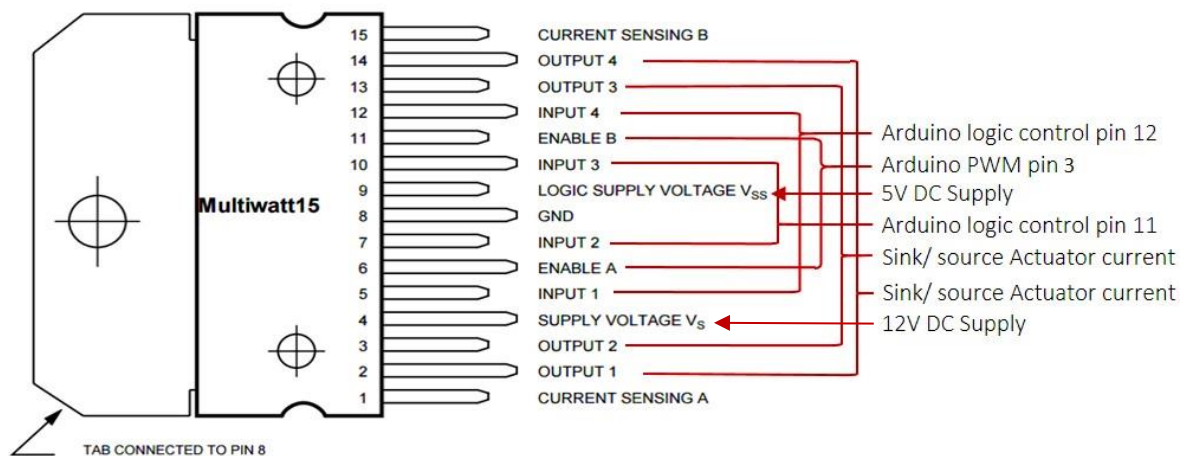 15 CURRENT SENSING B
14 OUTPUT 4
13 OUTPUT 3
12 INPUT 4
11 ENABLE B
10 INPUT 3
9 LOGIC SUPPLY VOLTAGE VSS
8 GND
7 INPUT 2
6 ENABLE A
5 INPUT 1
4 SUPPLY VOLTAGE VS
3 OUTPUT 2
2 OUTPUT 1
1 CURRENT SENSING A
Multiwatt15
TAB CONNECTED TO PIN 8
Arduino logic control pin 12
Arduino PWM pin 3
5V DC Supply
Arduino logic control pin 11
Sink/ source Actuator current
Sink/ source Actuator current
12V DC Supply